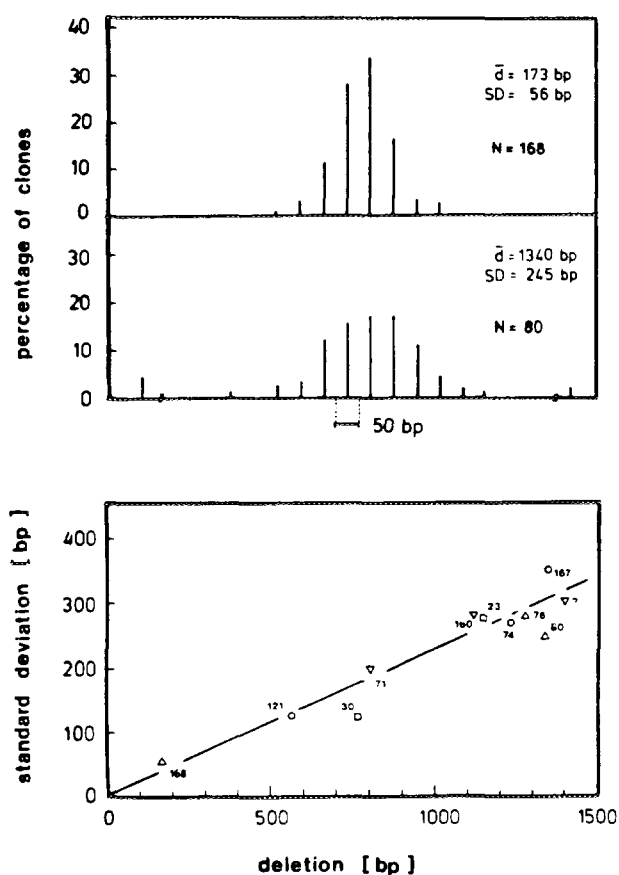 40
30
20
10
0
percentage of clones
d̄ = 173 bp
SD = 56 bp
N = 168
30
20
10
0
d̄ = 1340 bp
SD = 245 bp
N = 80
50 bp
400
300
200
100
0
standard deviation [bp]
168
121
30
71
160
23
74
76
167
0
500
1000
1500
deletion [bp]